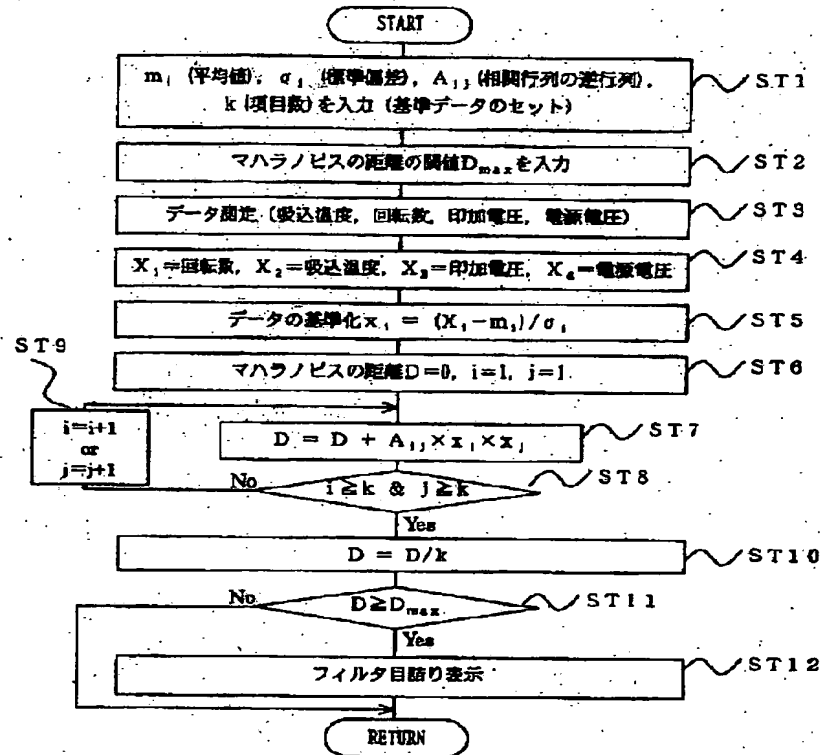 START
m_i (平均値), σ_i (標準偏差), A_ij (相関行列の逆行列),
k (項目数) を入力 (基準データのセット)
ST1
マハラノビスの距離の閾値D_maxを入力
ST2
データ測定 (吸込温度, 回転数, 印加電圧, 電源電圧)
ST3
X_1=回転数, X_2=吸込温度, X_3=印加電圧, X_4=電源電圧
ST4
データの基準化x_i = (X_i-m_i)/σ_i
ST5
ST9
マハラノビスの距離D=0, i=1, j=1
ST6
i=i+1
or
j=j+1
D = D + A_ij×x_i×x_j
ST7
No
i≧k & j≧k
ST8
Yes
D = D/k
ST10
No
D≧D_max
ST11
Yes
フィルタ目詰り表示
ST12
RETURN